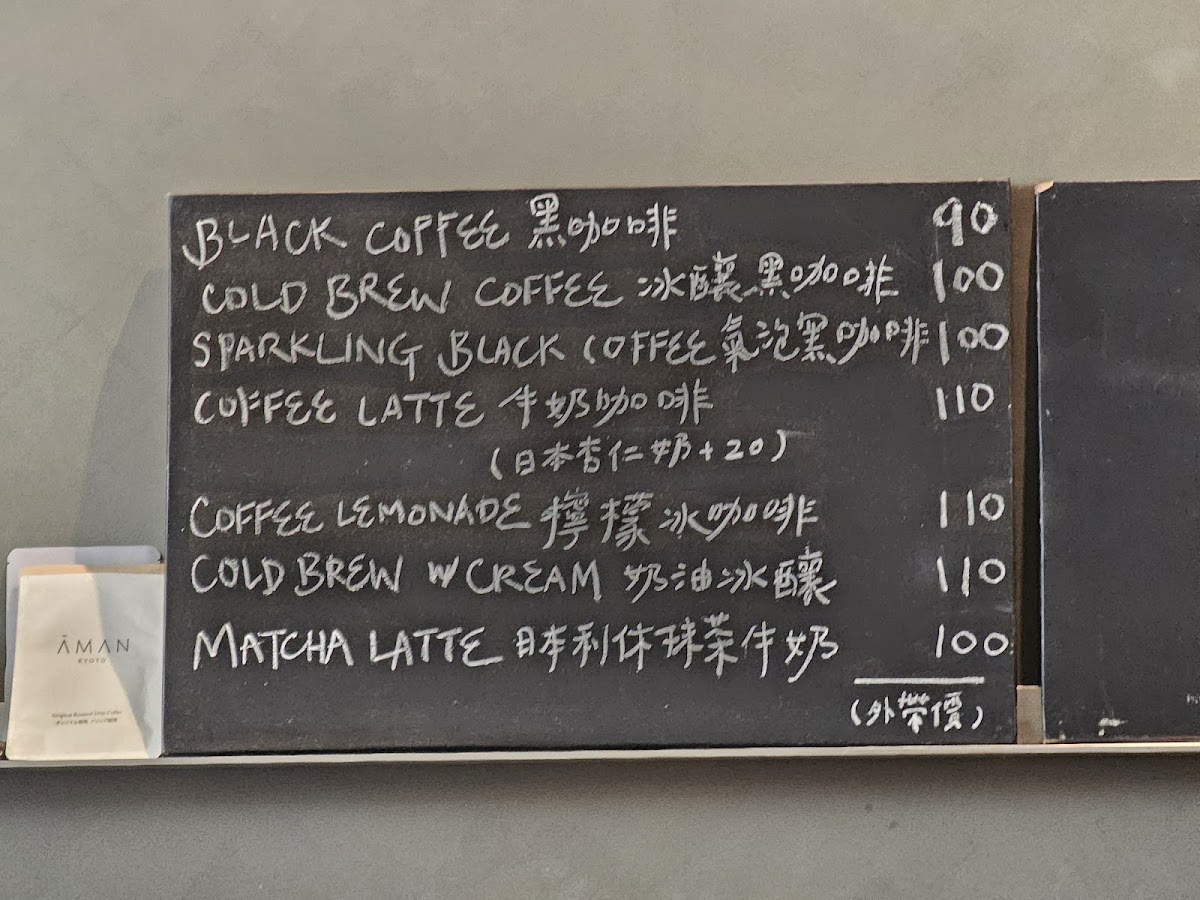 BLACK COFFEE 黑咖啡 90
COLD BREW COFFEE 冰釀黑咖啡 100
SPARKLING BLACK COFFEE 氣泡黑咖啡 100
COFFEE LATTE 牛奶咖啡 110
(日本杏仁奶+20)
COFFEE LEMONADE 檸檬冰咖啡 110
COLD BREW W/ CREAM 奶油冰釀 110
MATCHA LATTE 日本利休抹茶牛奶 100
(外帶價)
ĀMAN
KYOTO